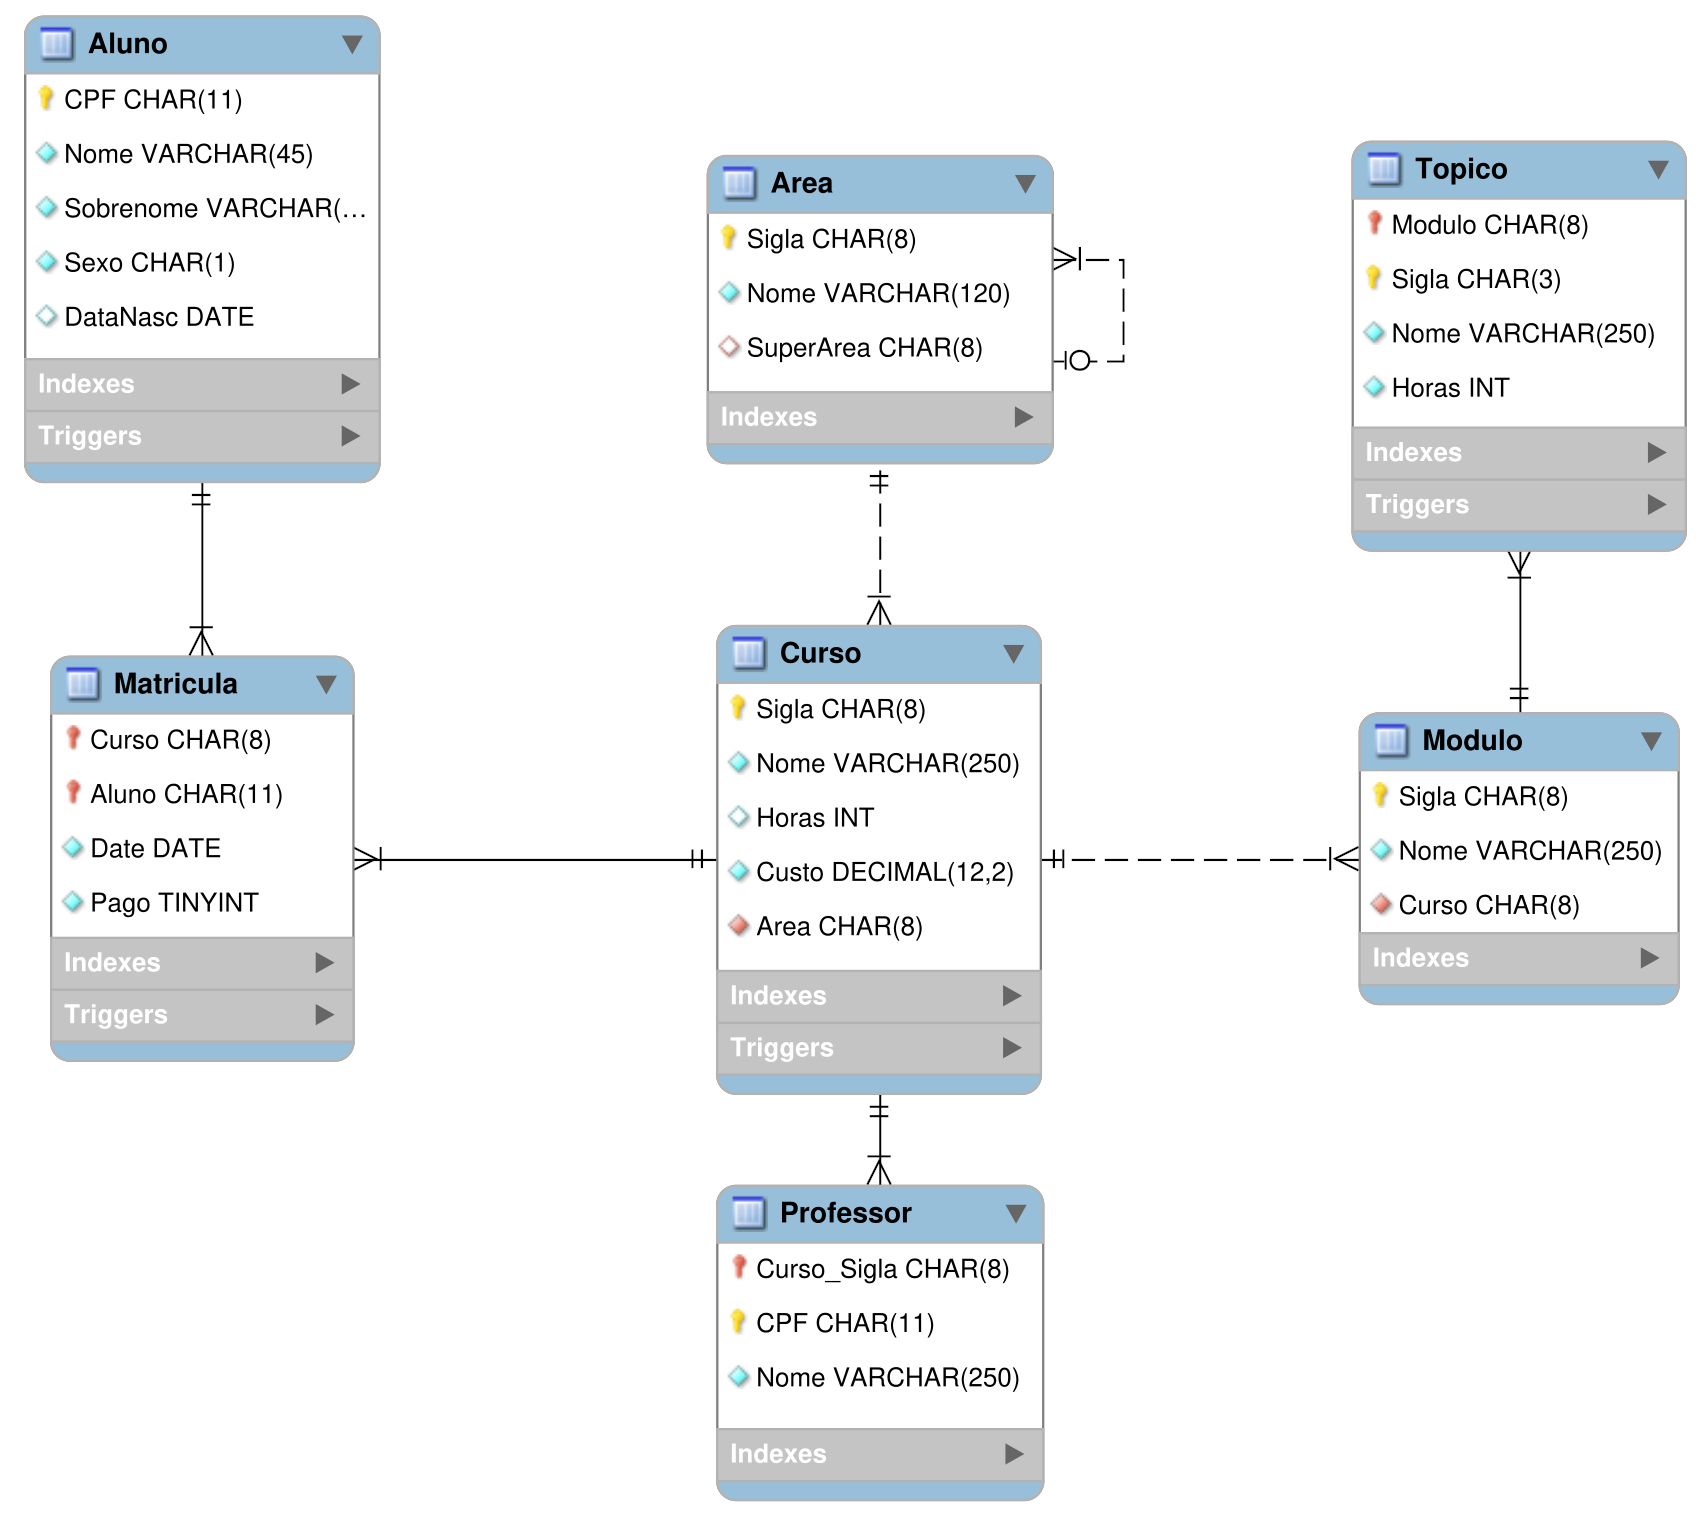 Aluno
CPF CHAR(11)
Nome VARCHAR(45)
Sobrenome VARCHAR(...
Sexo CHAR(1)
DataNasc DATE
Indexes
Triggers
Area
Sigla CHAR(8)
Nome VARCHAR(120)
SuperArea CHAR(8)
Indexes
Topico
Modulo CHAR(8)
Sigla CHAR(3)
Nome VARCHAR(250)
Horas INT
Indexes
Triggers
Matricula
Curso CHAR(8)
Aluno CHAR(11)
Date DATE
Pago TINYINT
Indexes
Triggers
Curso
Sigla CHAR(8)
Nome VARCHAR(250)
Horas INT
Custo DECIMAL(12,2)
Area CHAR(8)
Indexes
Triggers
Modulo
Sigla CHAR(8)
Nome VARCHAR(250)
Curso CHAR(8)
Indexes
Professor
Curso_Sigla CHAR(8)
CPF CHAR(11)
Nome VARCHAR(250)
Indexes